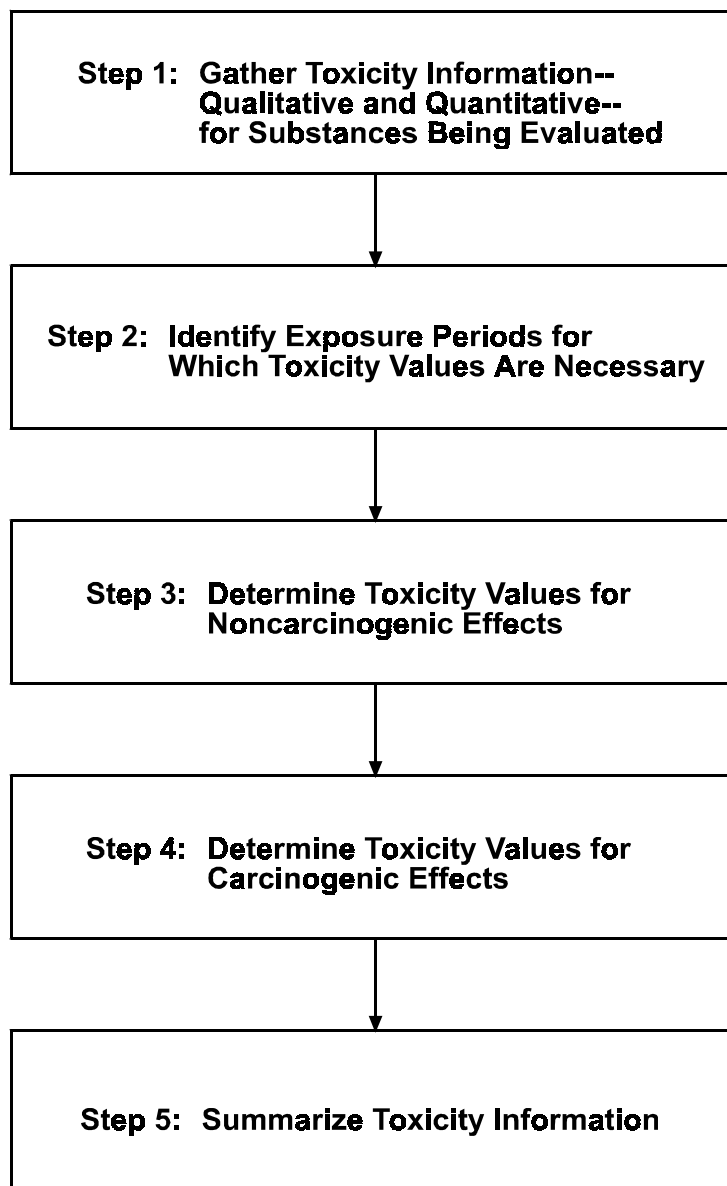 Step 1: Gather Toxicity Information--
Qualitative and Quantitative--
for Substances Being Evaluated
Step 2: Identify Exposure Periods for
Which Toxicity Values Are Necessary
Step 3: Determine Toxicity Values for
Noncarcinogenic Effects
Step 4: Determine Toxicity Values for
Carcinogenic Effects
Step 5: Summarize Toxicity Information